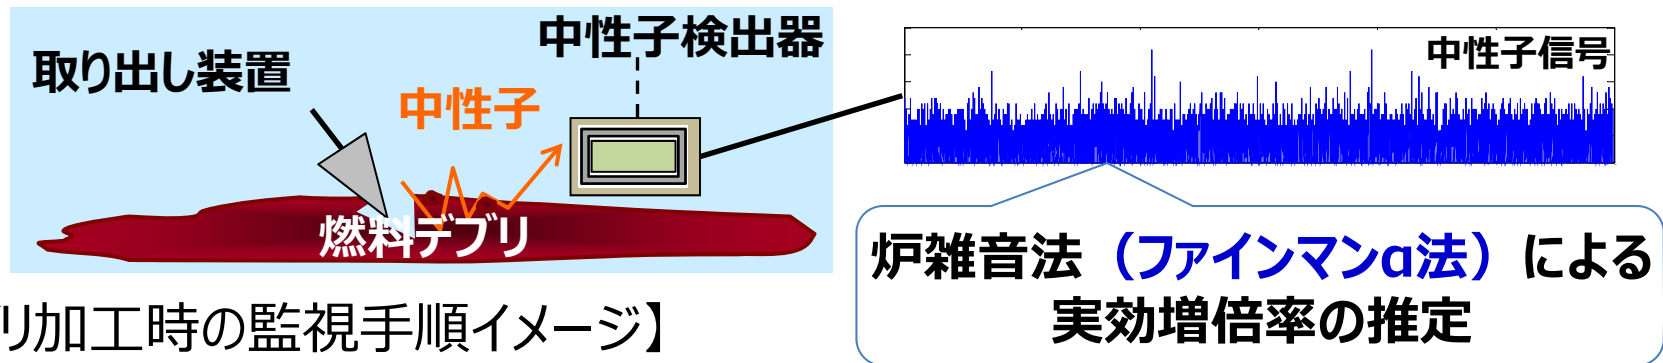 取り出し装置
中性子検出器
中性子
燃料デブリ
中性子信号
炉雑音法（ファインマンα法）による
実効増倍率の推定
リ加工時の監視手順イメージ】